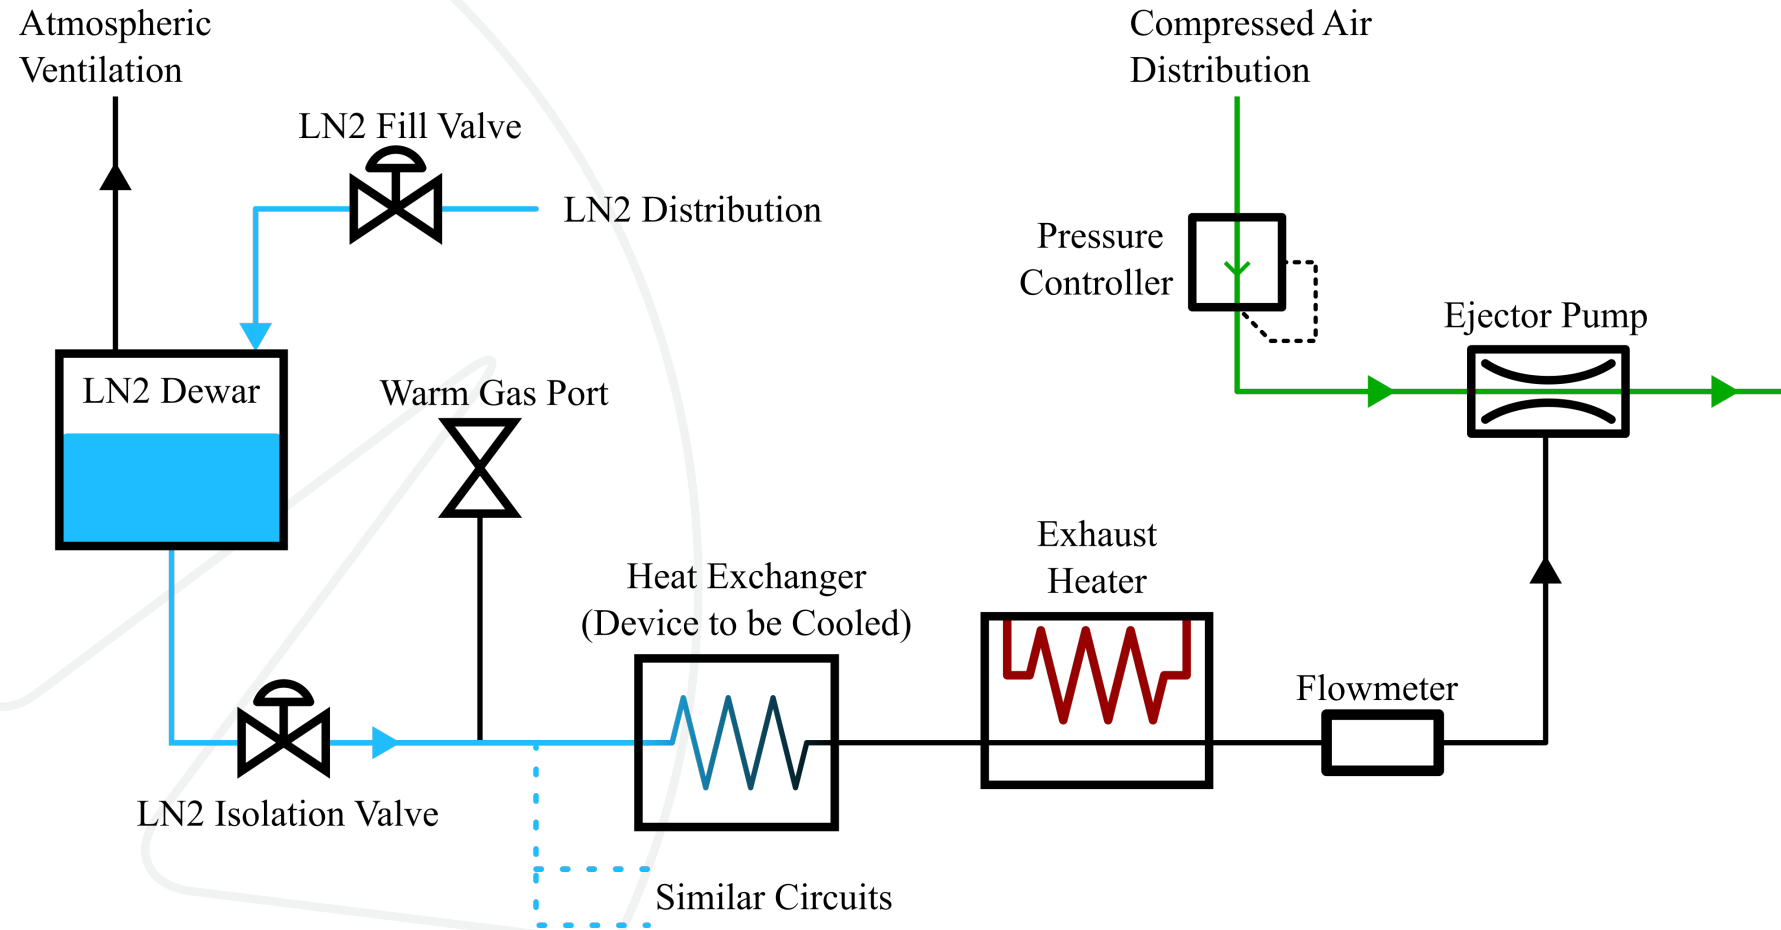 Atmospheric
Ventilation
Compressed Air
Distribution
LN2 Fill Valve
LN2 Distribution
Pressure
Controller
Ejector Pump
LN2 Dewar
Warm Gas Port
Exhaust
Heater
Heat Exchanger
(Device to be Cooled)
Flowmeter
LN2 Isolation Valve
Similar Circuits